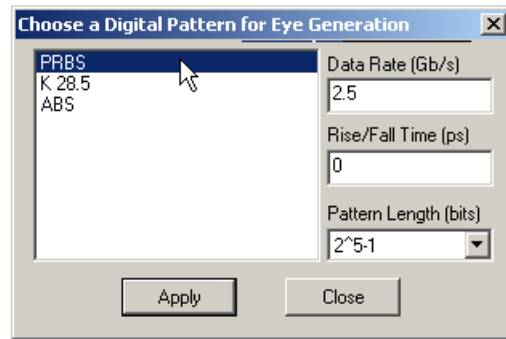 Choose a Digital Pattern for Eye Generation
PRBS
K 28.5
ABS
Data Rate (Gb/s)
2.5
Rise/Fall Time (ps)
0
Pattern Length (bits)
2^5-1
Apply
Close